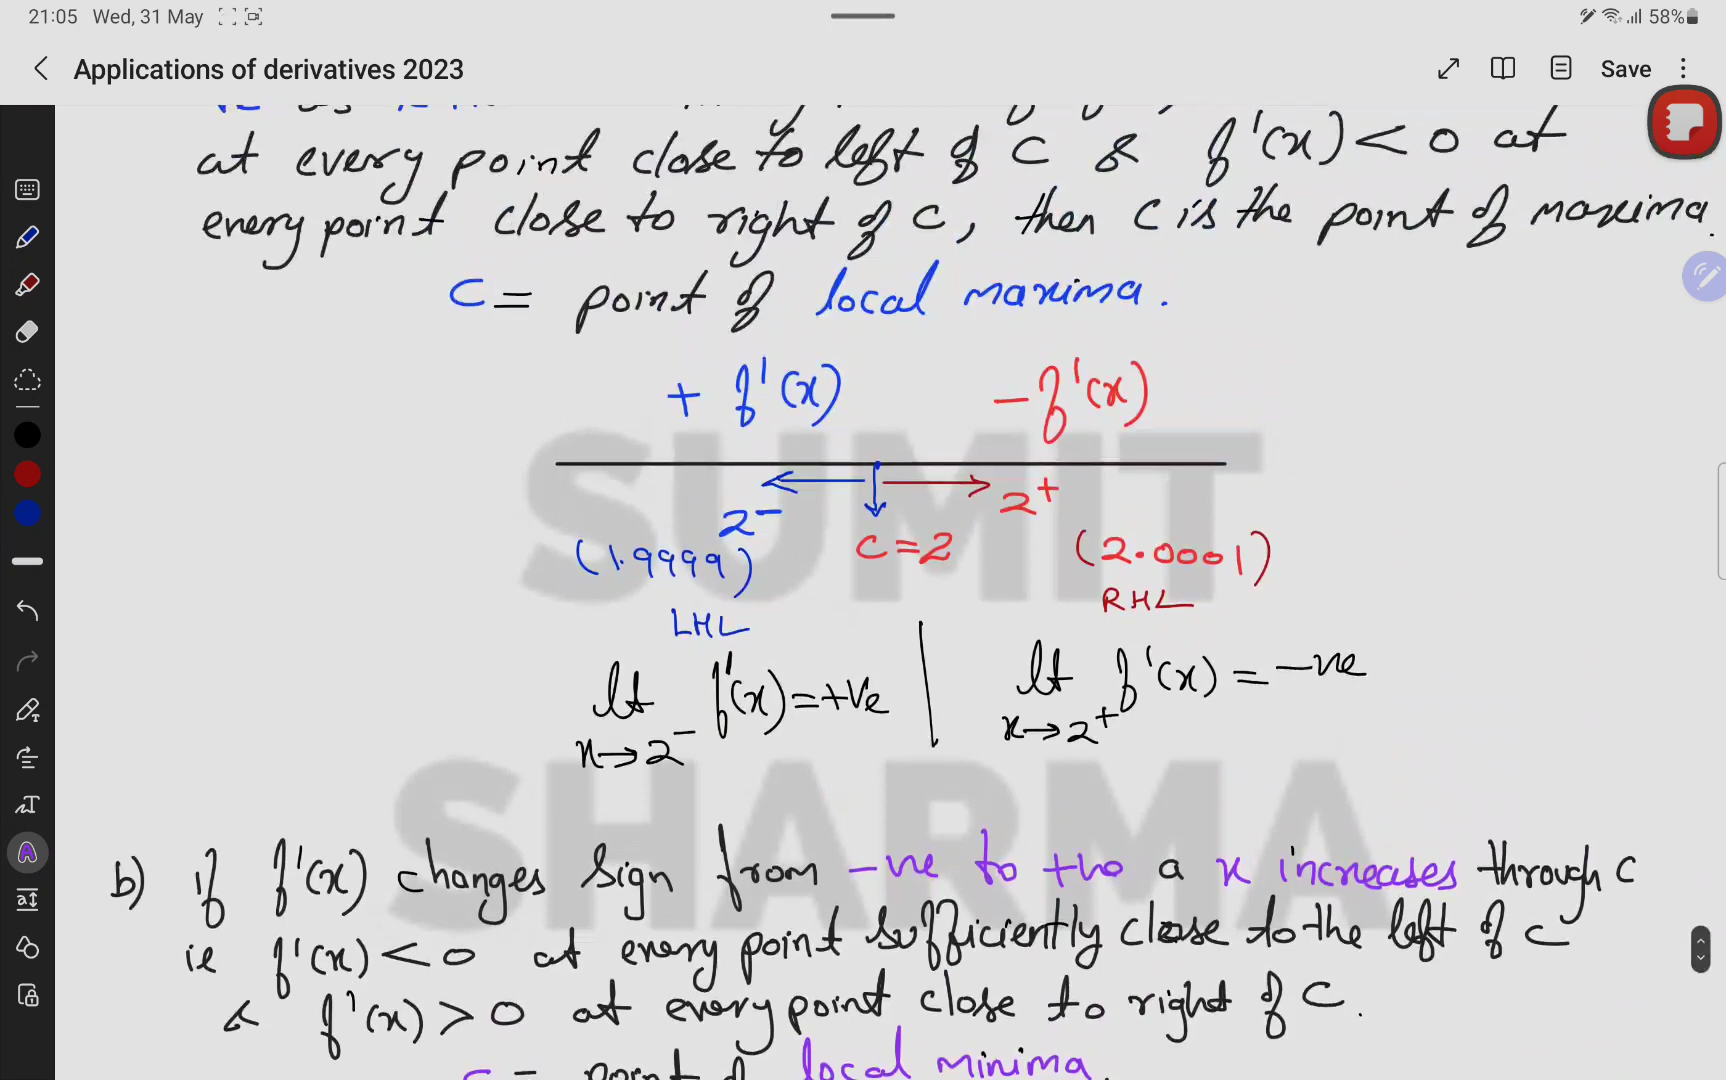 21:05 Wed, 31 May 58%
Applications of derivatives 2023 Save
at every point close to left of C & f'(x) < 0 at
every point close to right of C, then C is the point of maxima.
C = point of local maxima.
+ f'(x) - f'(x)
2⁻ 2⁺
(1.9999) C=2 (2.0001)
LHL RHL
lt f'(x) = +ve lt f'(x) = -ve
x→2⁻ x→2⁺
SUMIT
SHARMA
b) if f'(x) changes Sign from -ve to +ho a x increases through C
ie f'(x) < 0 at every point sufficiently close to the left of C
& f'(x) > 0 at every point close to right of C.
C = point of local minima.